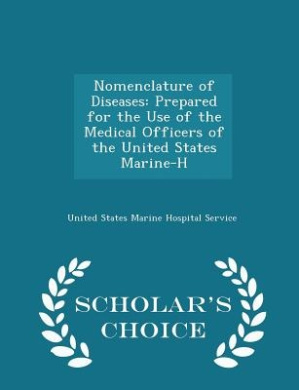 Nomenclature of
Diseases: Prepared
for the Use of the
Medical Officers of
the United States
Marine-H
United States Marine Hospital Service
SCHOLAR'S
CHOICE